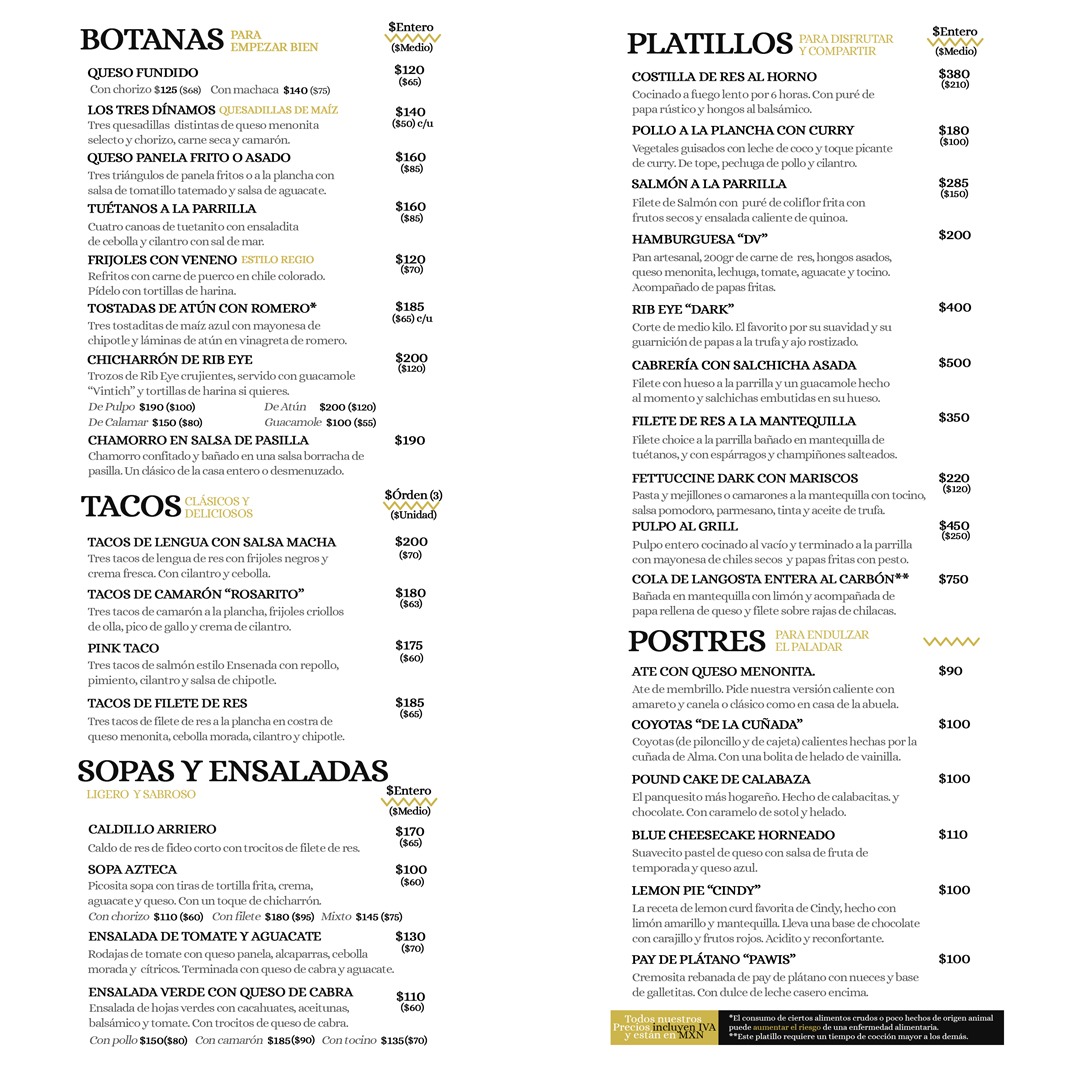 BOTANAS PARA
EMPEZAR BIEN
$Entero
($Medio)
QUESO FUNDIDO $120
($65)
Con chorizo $125 ($68) Con machaca $140 ($75)
LOS TRES DÍNAMOS QUESADILLAS DE MAÍZ $140
($50) c/u
Tres quesadillas distintas de queso menonita
selecto y chorizo, carne seca y camarón.
QUESO PANELA FRITO O ASADO $160
($85)
Tres triángulos de panela fritos o a la plancha con
salsa de tomatillo tatemado y salsa de aguacate.
TUÉTANOS A LA PARRILLA $160
($85)
Cuatro canoas de tuetanito con ensaladita
de cebolla y cilantro con sal de mar.
FRIJOLES CON VENENO ESTILO REGIO $120
($70)
Refritos con carne de puerco en chile colorado.
Pídelo con tortillas de harina.
TOSTADAS DE ATÚN CON ROMERO* $185
($65) c/u
Tres tostaditas de maíz azul con mayonesa de
chipotle y láminas de atún en vinagreta de romero.
CHICHARRÓN DE RIB EYE $200
($120)
Trozos de Rib Eye crujientes, servido con guacamole
“Vintich” y tortillas de harina si quieres.
De Pulpo $190 ($100) De Atún $200 ($120)
De Calamar $150 ($80) Guacamole $100 ($55)
CHAMORRO EN SALSA DE PASILLA $190
Chamorro confitado y bañado en una salsa borracha de
pasilla. Un clásico de la casa entero o desmenuzado.
TACOS CLÁSICOS Y
DELICIOSOS
$Órden (3)
($Unidad)
TACOS DE LENGUA CON SALSA MACHA $200
($70)
Tres tacos de lengua de res con frijoles negros y
crema fresca. Con cilantro y cebolla.
TACOS DE CAMARÓN “ROSARITO” $180
($63)
Tres tacos de camarón a la plancha, frijoles criollos
de olla, pico de gallo y crema de cilantro.
PINK TACO $175
($60)
Tres tacos de salmón estilo Ensenada con repollo,
pimiento, cilantro y salsa de chipotle.
TACOS DE FILETE DE RES $185
($65)
Tres tacos de filete de res a la plancha en costra de
queso menonita, cebolla morada, cilantro y chipotle.
SOPAS Y ENSALADAS
LIGERO Y SABROSO
$Entero
($Medio)
CALDILLO ARRIERO $170
($65)
Caldo de res de fideo corto con trocitos de filete de res.
SOPA AZTECA $100
($60)
Picosita sopa con tiras de tortilla frita, crema,
aguacate y queso. Con un toque de chicharrón.
Con chorizo $110 ($60) Con filete $180 ($95) Mixto $145 ($75)
ENSALADA DE TOMATE Y AGUACATE $130
($70)
Rodajas de tomate con queso panela, alcaparras, cebolla
morada y cítricos. Terminada con queso de cabra y aguacate.
ENSALADA VERDE CON QUESO DE CABRA $110
($60)
Ensalada de hojas verdes con cacahuates, aceitunas,
balsámico y tomate. Con trocitos de queso de cabra.
Con pollo $150($80) Con camarón $185($90) Con tocino $135($70)
PLATILLOS PARA DISFRUTAR
Y COMPARTIR
$Entero
($Medio)
COSTILLA DE RES AL HORNO $380
($210)
Cocinado a fuego lento por 6 horas. Con puré de
papa rústico y hongos al balsámico.
POLLO A LA PLANCHA CON CURRY $180
($100)
Vegetales guisados con leche de coco y toque picante
de curry. De tope, pechuga de pollo y cilantro.
SALMÓN A LA PARRILLA $285
($150)
Filete de Salmón con puré de coliflor frita con
frutos secos y ensalada caliente de quinoa.
HAMBURGUESA “DV” $200
Pan artesanal, 200gr de carne de res, hongos asados,
queso menonita, lechuga, tomate, aguacate y tocino.
Acompañado de papas fritas.
RIB EYE “DARK” $400
Corte de medio kilo. El favorito por su suavidad y su
guarnición de papas a la trufa y ajo rostizado.
CABRERÍA CON SALCHICHA ASADA $500
Filete con hueso a la parrilla y un guacamole hecho
al momento y salchichas embutidas en su hueso.
FILETE DE RES A LA MANTEQUILLA $350
Filete choice a la parrilla bañado en mantequilla de
tuétanos, y con espárragos y champiñones salteados.
FETTUCCINE DARK CON MARISCOS $220
($120)
Pasta y mejillones o camarones a la mantequilla con tocino,
salsa pomodoro, parmesano, tinta y aceite de trufa.
PULPO AL GRILL $450
($250)
Pulpo entero cocinado al vacío y terminado a la parrilla
con mayonesa de chiles secos y papas fritas con pesto.
COLA DE LANGOSTA ENTERA AL CARBÓN** $750
Bañada en mantequilla con limón y acompañada de
papa rellena de queso y filete sobre rajas de chilacas.
POSTRES PARA ENDULZAR
EL PALADAR
ATE CON QUESO MENONITA. $90
Ate de membrillo. Pide nuestra versión caliente con
amareto y canela o clásico como en casa de la abuela.
COYOTAS “DE LA CUÑADA” $100
Coyotas (de piloncillo y de cajeta) calientes hechas por la
cuñada de Alma. Con una bolita de helado de vainilla.
POUND CAKE DE CALABAZA $100
El panquesito más hogareño. Hecho de calabacitas. y
chocolate. Con caramelo de sotol y helado.
BLUE CHEESECAKE HORNEADO $110
Suavecito pastel de queso con salsa de fruta de
temporada y queso azul.
LEMON PIE “CINDY” $100
La receta de lemon curd favorita de Cindy, hecho con
limón amarillo y mantequilla. Lleva una base de chocolate
con carajillo y frutos rojos. Acidito y reconfortante.
PAY DE PLÁTANO “PAWIS” $100
Cremosita rebanada de pay de plátano con nueces y base
de galletitas. Con dulce de leche casero encima.
Todos nuestros
Precios incluyen IVA
y están en MXN
*El consumo de ciertos alimentos crudos o poco hechos de origen animal
puede aumentar el riesgo de una enfermedad alimentaria.
**Este platillo requiere un tiempo de cocción mayor a los demás.